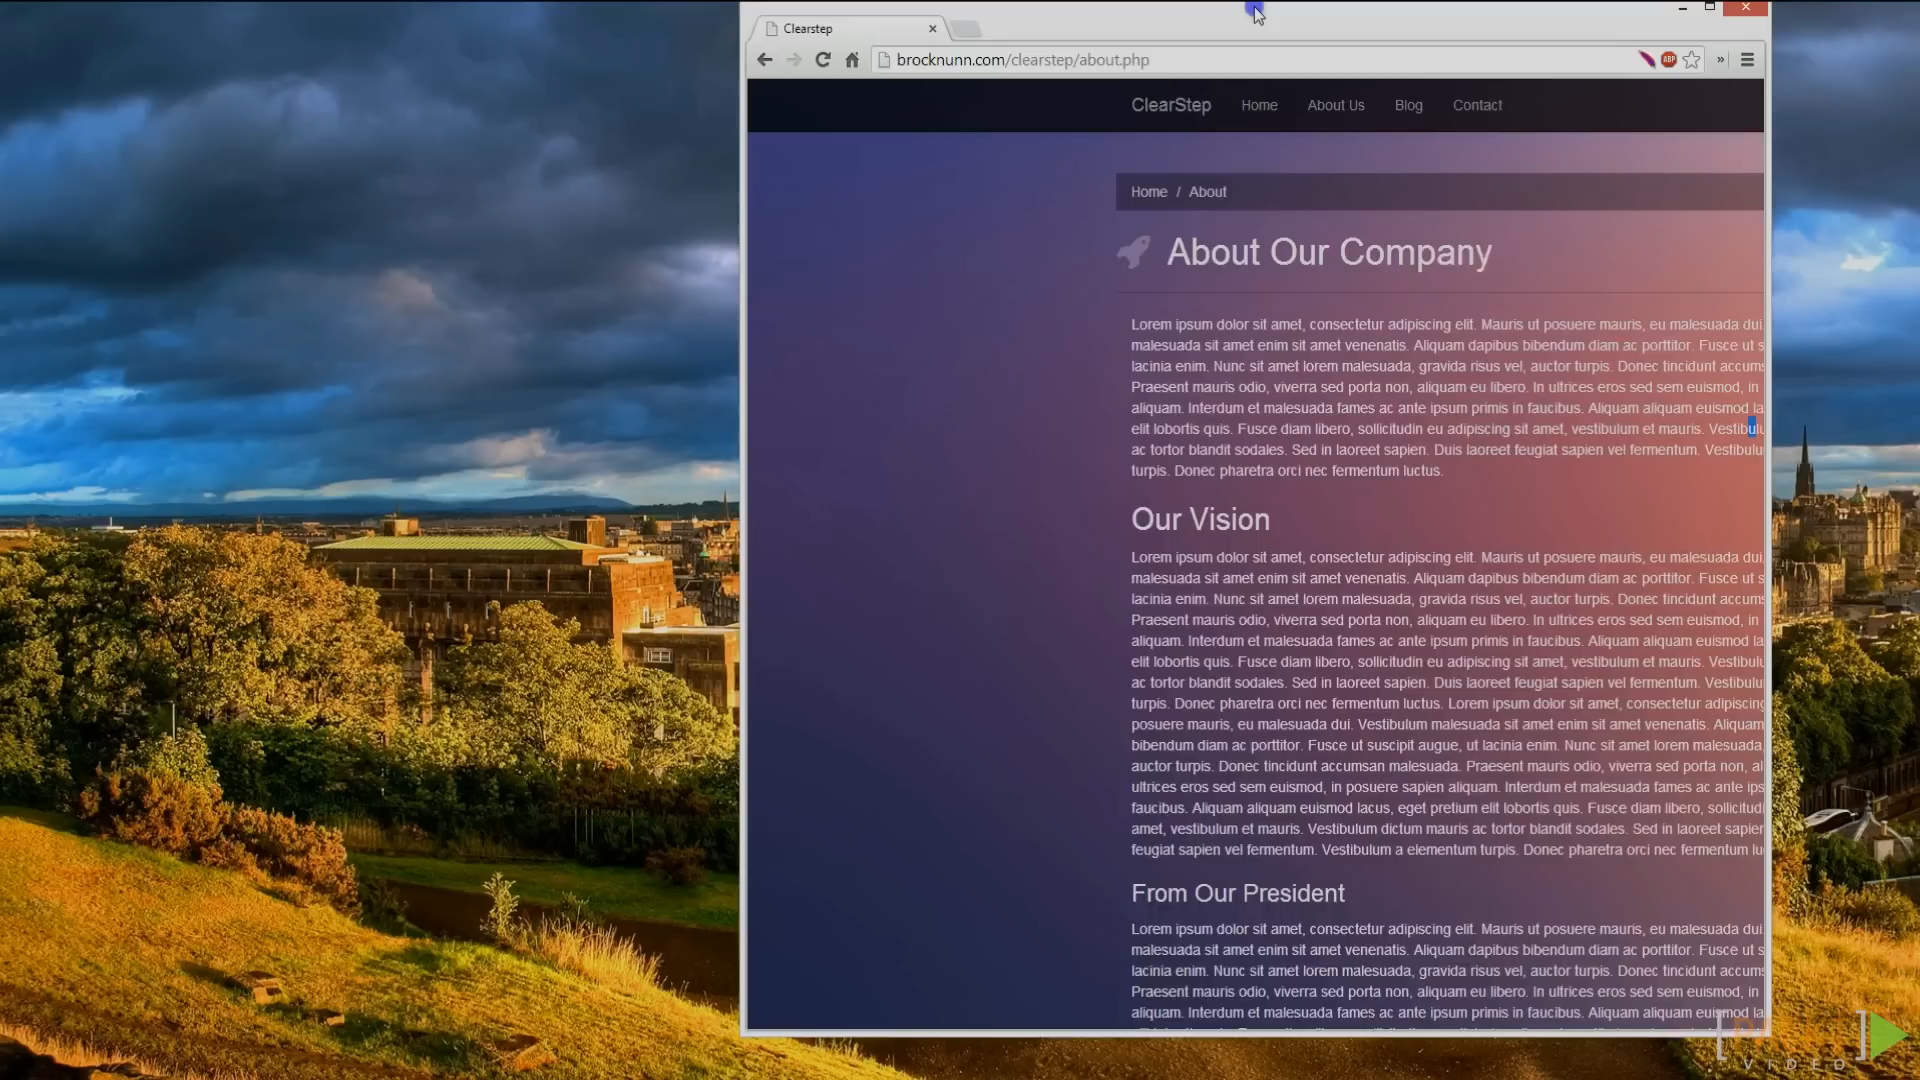 Clearstep
brocknunn.com/clearstep/about.php
ABP
ClearStep Home About Us Blog Contact
Home / About
About Our Company
Lorem ipsum dolor sit amet, consectetur adipiscing elit. Mauris ut posuere mauris, eu malesuada dui.
malesuada sit amet enim sit amet venenatis. Aliquam dapibus bibendum diam ac porttitor. Fusce ut s
lacinia enim. Nunc sit amet lorem malesuada, gravida risus vel, auctor turpis. Donec tincidunt accums
Praesent mauris odio, viverra sed porta non, aliquam eu libero. In ultrices eros sed sem euismod, in
aliquam. Interdum et malesuada fames ac ante ipsum primis in faucibus. Aliquam aliquam euismod la
elit lobortis quis. Fusce diam libero, sollicitudin eu adipiscing sit amet, vestibulum et mauris. Vestibulu
ac tortor blandit sodales. Sed in laoreet sapien. Duis laoreet feugiat sapien vel fermentum. Vestibulu
turpis. Donec pharetra orci nec fermentum luctus.
Our Vision
Lorem ipsum dolor sit amet, consectetur adipiscing elit. Mauris ut posuere mauris, eu malesuada dui.
malesuada sit amet enim sit amet venenatis. Aliquam dapibus bibendum diam ac porttitor. Fusce ut s
lacinia enim. Nunc sit amet lorem malesuada, gravida risus vel, auctor turpis. Donec tincidunt accums
Praesent mauris odio, viverra sed porta non, aliquam eu libero. In ultrices eros sed sem euismod, in
aliquam. Interdum et malesuada fames ac ante ipsum primis in faucibus. Aliquam aliquam euismod la
elit lobortis quis. Fusce diam libero, sollicitudin eu adipiscing sit amet, vestibulum et mauris. Vestibulu
ac tortor blandit sodales. Sed in laoreet sapien. Duis laoreet feugiat sapien vel fermentum. Vestibulu
turpis. Donec pharetra orci nec fermentum luctus. Lorem ipsum dolor sit amet, consectetur adipiscing
posuere mauris, eu malesuada dui. Vestibulum malesuada sit amet enim sit amet venenatis. Aliquam
bibendum diam ac porttitor. Fusce ut suscipit augue, ut lacinia enim. Nunc sit amet lorem malesuada,
auctor turpis. Donec tincidunt accumsan malesuada. Praesent mauris odio, viverra sed porta non, al
ultrices eros sed sem euismod, in posuere sapien aliquam. Interdum et malesuada fames ac ante ips
faucibus. Aliquam aliquam euismod lacus, eget pretium elit lobortis quis. Fusce diam libero, sollicitud
amet, vestibulum et mauris. Vestibulum dictum mauris ac tortor blandit sodales. Sed in laoreet sapien
feugiat sapien vel fermentum. Vestibulum a elementum turpis. Donec pharetra orci nec fermentum lu
From Our President
Lorem ipsum dolor sit amet, consectetur adipiscing elit. Mauris ut posuere mauris, eu malesuada dui.
malesuada sit amet enim sit amet venenatis. Aliquam dapibus bibendum diam ac porttitor. Fusce ut s
lacinia enim. Nunc sit amet lorem malesuada, gravida risus vel, auctor turpis. Donec tincidunt accums
Praesent mauris odio, viverra sed porta non, aliquam eu libero. In ultrices eros sed sem euismod, in
aliquam. Interdum et malesuada fames ac ante ipsum primis in faucibus. Aliquam aliquam euismod la
VIDEO